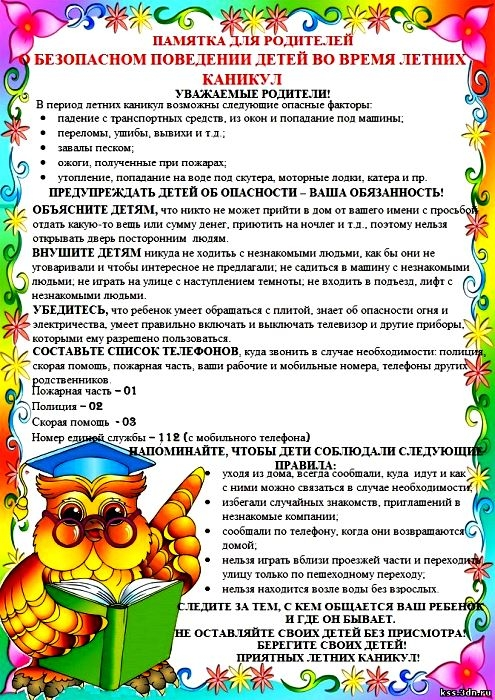 ПАМЯТКА ДЛЯ РОДИТЕЛЕЙ
О БЕЗОПАСНОМ ПОВЕДЕНИИ ДЕТЕЙ ВО ВРЕМЯ ЛЕТНИХ
КАНИКУЛ
УВАЖАЕМЫЕ РОДИТЕЛИ!
В период летних каникул возможны следующие опасные факторы:
• падение с транспортных средств, из окон и попадание под машины;
• переломы, ушибы, вывихи и т.д.;
• завалы песком;
• ожоги, полученные при пожарах;
• утопление, попадание на воде под скутера, моторные лодки, катера и пр.
ПРЕДУПРЕЖДАТЬ ДЕТЕЙ ОБ ОПАСНОСТИ – ВАША ОБЯЗАННОСТЬ!
ОБЪЯСНИТЕ ДЕТЯМ, что никто не может прийти в дом от вашего имени с просьбой
отдать какую-то вещь или сумму денег, приютить на ночлег и т.д., поэтому нельзя
открывать дверь посторонним людям.
ВНУШИТЕ ДЕТЯМ никуда не ходить с незнакомыми людьми, как бы они не
уговаривали и чтобы интересное не предлагали; не садиться в машину с незнакомыми
людьми; не играть на улице с наступлением темноты; не входить в подъезд, лифт с
незнакомыми людьми.
УБЕДИТЕСЬ, что ребенок умеет обращаться с плитой, знает об опасности огня и
электричества, умеет правильно включать и выключать телевизор и другие приборы,
которыми ему разрешено пользоваться.
СОСТАВЬТЕ СПИСОК ТЕЛЕФОНОВ, куда звонить в случае необходимости: полиция,
скорая помощь, пожарная часть, ваши рабочие и мобильные номера, телефоны других
родственников.
Пожарная часть – 01
Полиция – 02
Скорая помощь - 03
Номер единой службы – 112 (с мобильного телефона)
НАПОМИНАЙТЕ, ЧТОБЫ ДЕТИ СОБЛЮДАЛИ СЛЕДУЮЩИЕ
ПРАВИЛА:
• уходя из дома, всегда сообщали, куда идут и как
с ними можно связаться в случае необходимости;
• избегали случайных знакомств, приглашений в
незнакомые компании;
• сообщали по телефону, когда они возвращаются
домой;
• нельзя играть вблизи проезжей части и переходить
улицу только по пешеходному переходу;
• нельзя находится возле воды без взрослых.
СЛЕДИТЕ ЗА ТЕМ, С КЕМ ОБЩАЕТСЯ ВАШ РЕБЕНОК
И ГДЕ ОН БЫВАЕТ.
НЕ ОСТАВЛЯЙТЕ СВОИХ ДЕТЕЙ БЕЗ ПРИСМОТРА!
БЕРЕГИТЕ СВОИХ ДЕТЕЙ!
ПРИЯТНЫХ ЛЕТНИХ КАНИКУЛ!
kss.3dn.ru